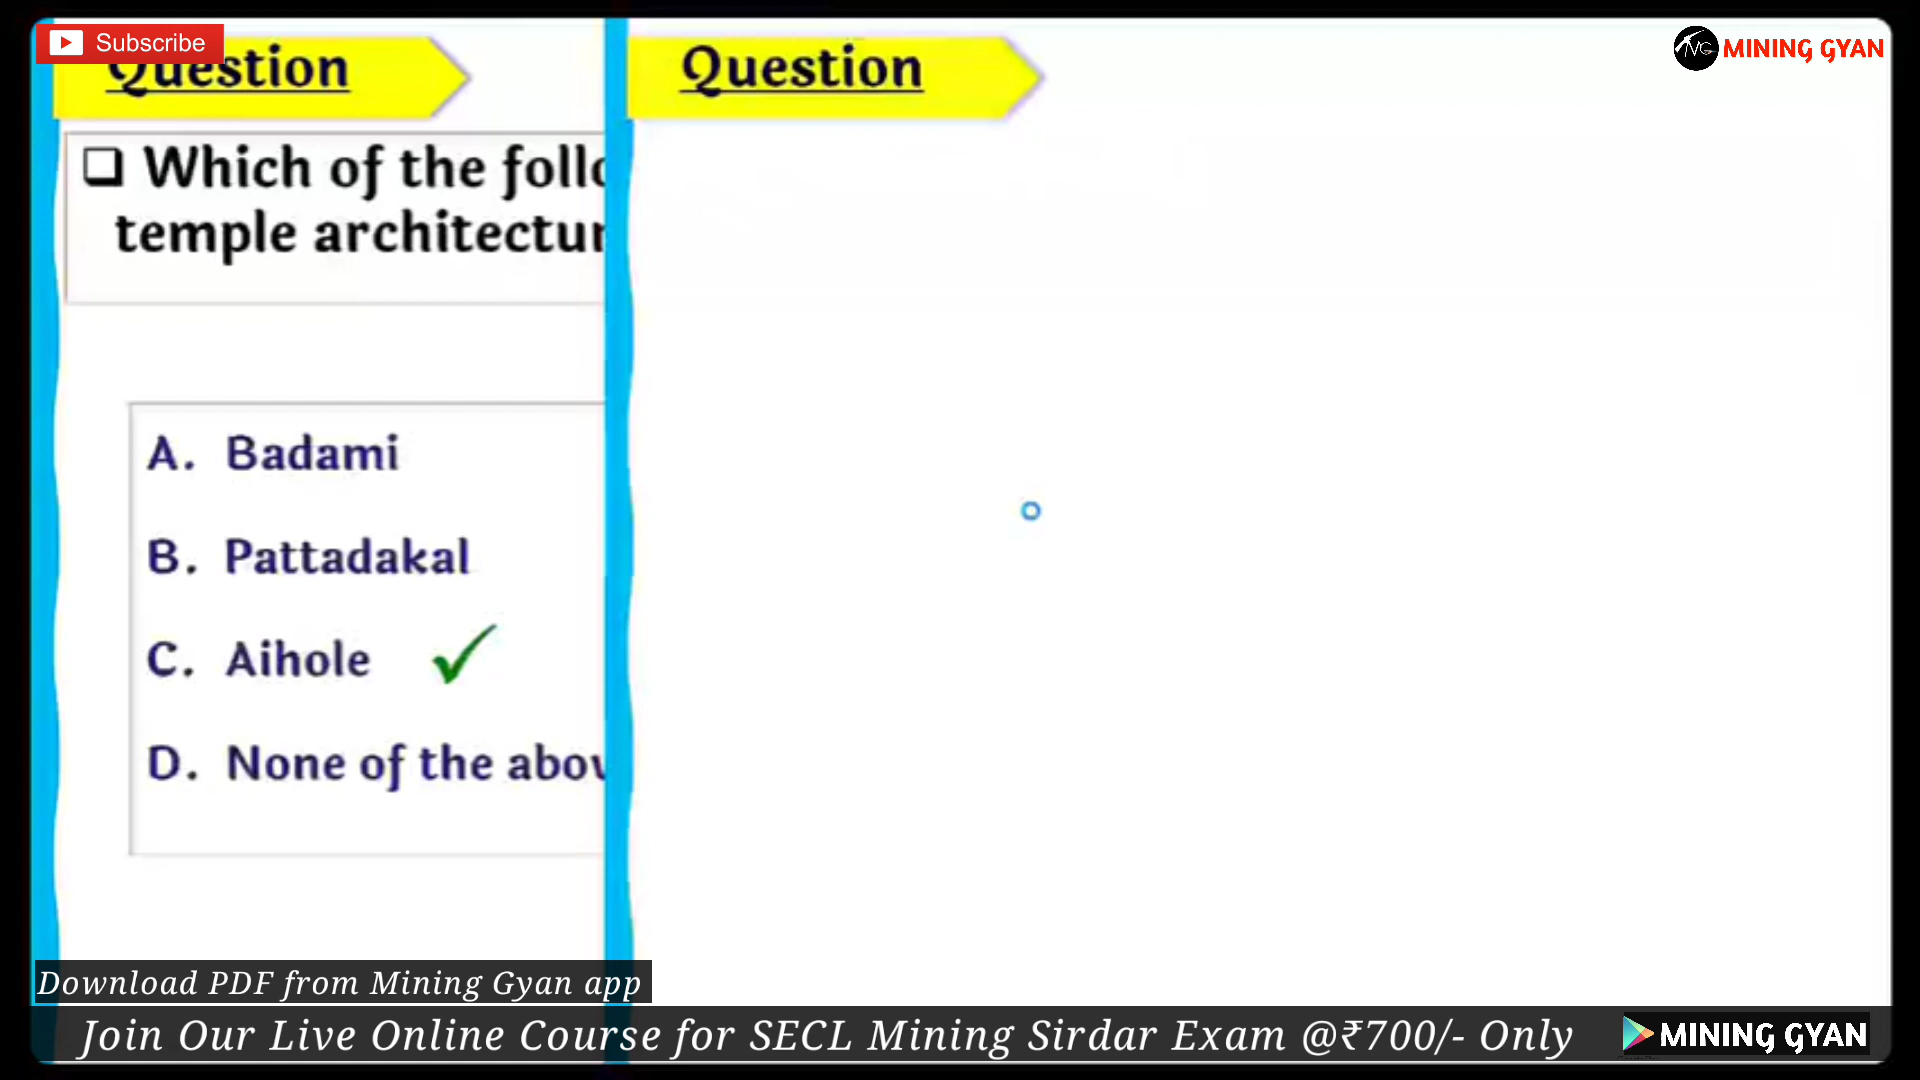 Subscribe
Question
Question
MINING GYAN
❑ Which of the follo
temple architectur
A. Badami
B. Pattadakal
C. Aihole ✓
D. None of the abov
Download PDF from Mining Gyan app
Join Our Live Online Course for SECL Mining Sirdar Exam @₹700/- Only
MINING GYAN